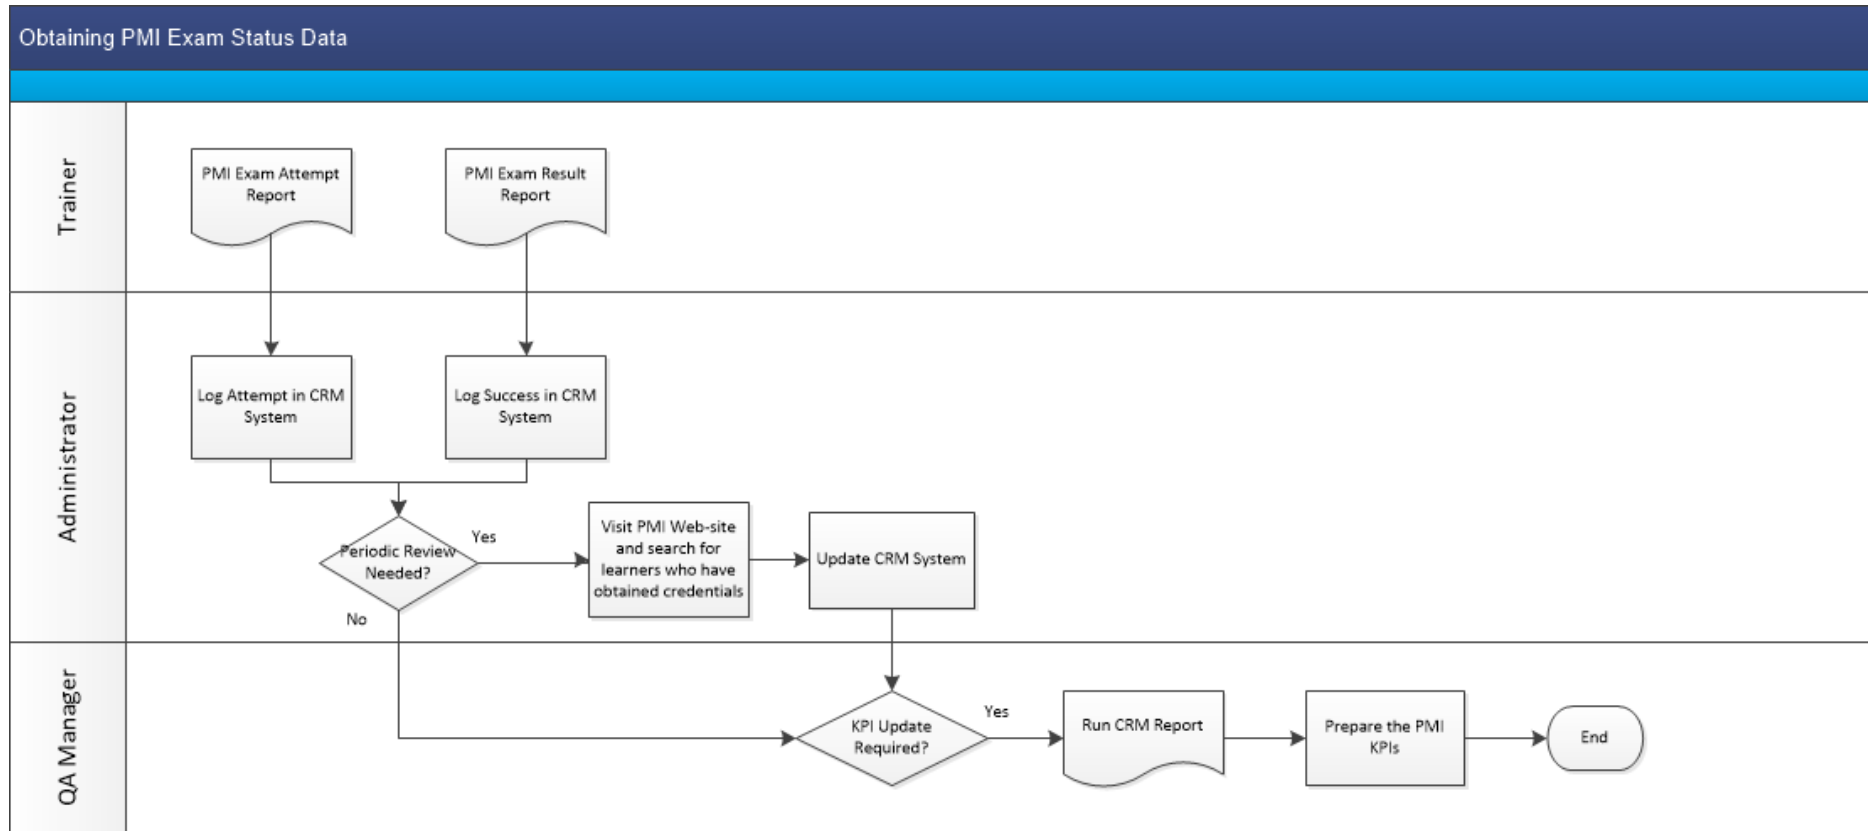 Obtaining PMI Exam Status Data
Trainer
PMI Exam Attempt
Report
PMI Exam Result
Report
Administrator
Log Attempt in CRM
System
Log Success in CRM
System
Periodic Review
Needed?
Yes
No
Visit PMI Web-site
and search for
learners who have
obtained credentials
Update CRM System
QA Manager
KPI Update
Required?
Yes
Run CRM Report
Prepare the PMI
KPIs
End